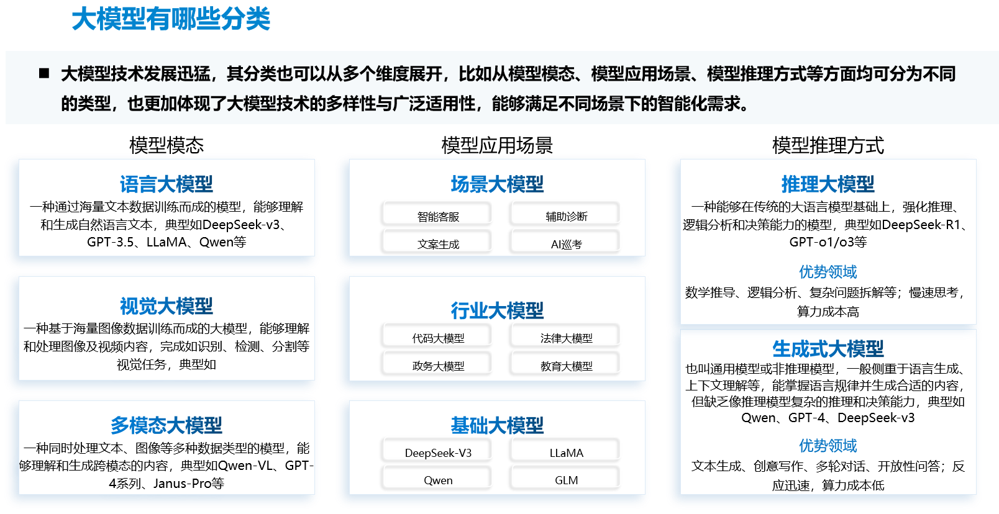 大模型有哪些分类
■ 大模型技术发展迅猛，其分类也可以从多个维度展开，比如从模型模态、模型应用场景、模型推理方式等方面均可分为不同
的类型，也更加体现了大模型技术的多样性与广泛适用性，能够满足不同场景下的智能化需求。
模型模态
语言大模型
一种通过海量文本数据训练而成的模型，能够理解
和生成自然语言文本，典型如DeepSeek-v3、
GPT-3.5、LLaMA、Qwen等
视觉大模型
一种基于海量图像数据训练而成的大模型，能够理解
和处理图像及视频内容，完成如识别、检测、分割等
视觉任务，典型如
多模态大模型
一种同时处理文本、图像等多种数据类型的模型，能
够理解和生成跨模态的内容，典型如Qwen-VL、GPT-
4系列、Janus-Pro等
模型应用场景
场景大模型
智能客服
辅助诊断
文案生成
AI巡考
行业大模型
代码大模型
法律大模型
政务大模型
教育大模型
基础大模型
DeepSeek-V3
LLaMA
Qwen
GLM
模型推理方式
推理大模型
一种能够在传统的大语言模型基础上，强化推理、
逻辑分析和决策能力的模型，典型如DeepSeek-R1、
GPT-o1/o3等
优势领域
数学推导、逻辑分析、复杂问题拆解等；慢速思考，
算力成本高
生成式大模型
也叫通用模型或非推理模型，一般侧重于语言生成、
上下文理解等，能掌握语言规律并生成合适的内容，
但缺乏像推理模型复杂的推理和决策能力，典型如
Qwen、GPT-4、DeepSeek-v3
优势领域
文本生成、创意写作、多轮对话、开放性问答；反
应迅速，算力成本低